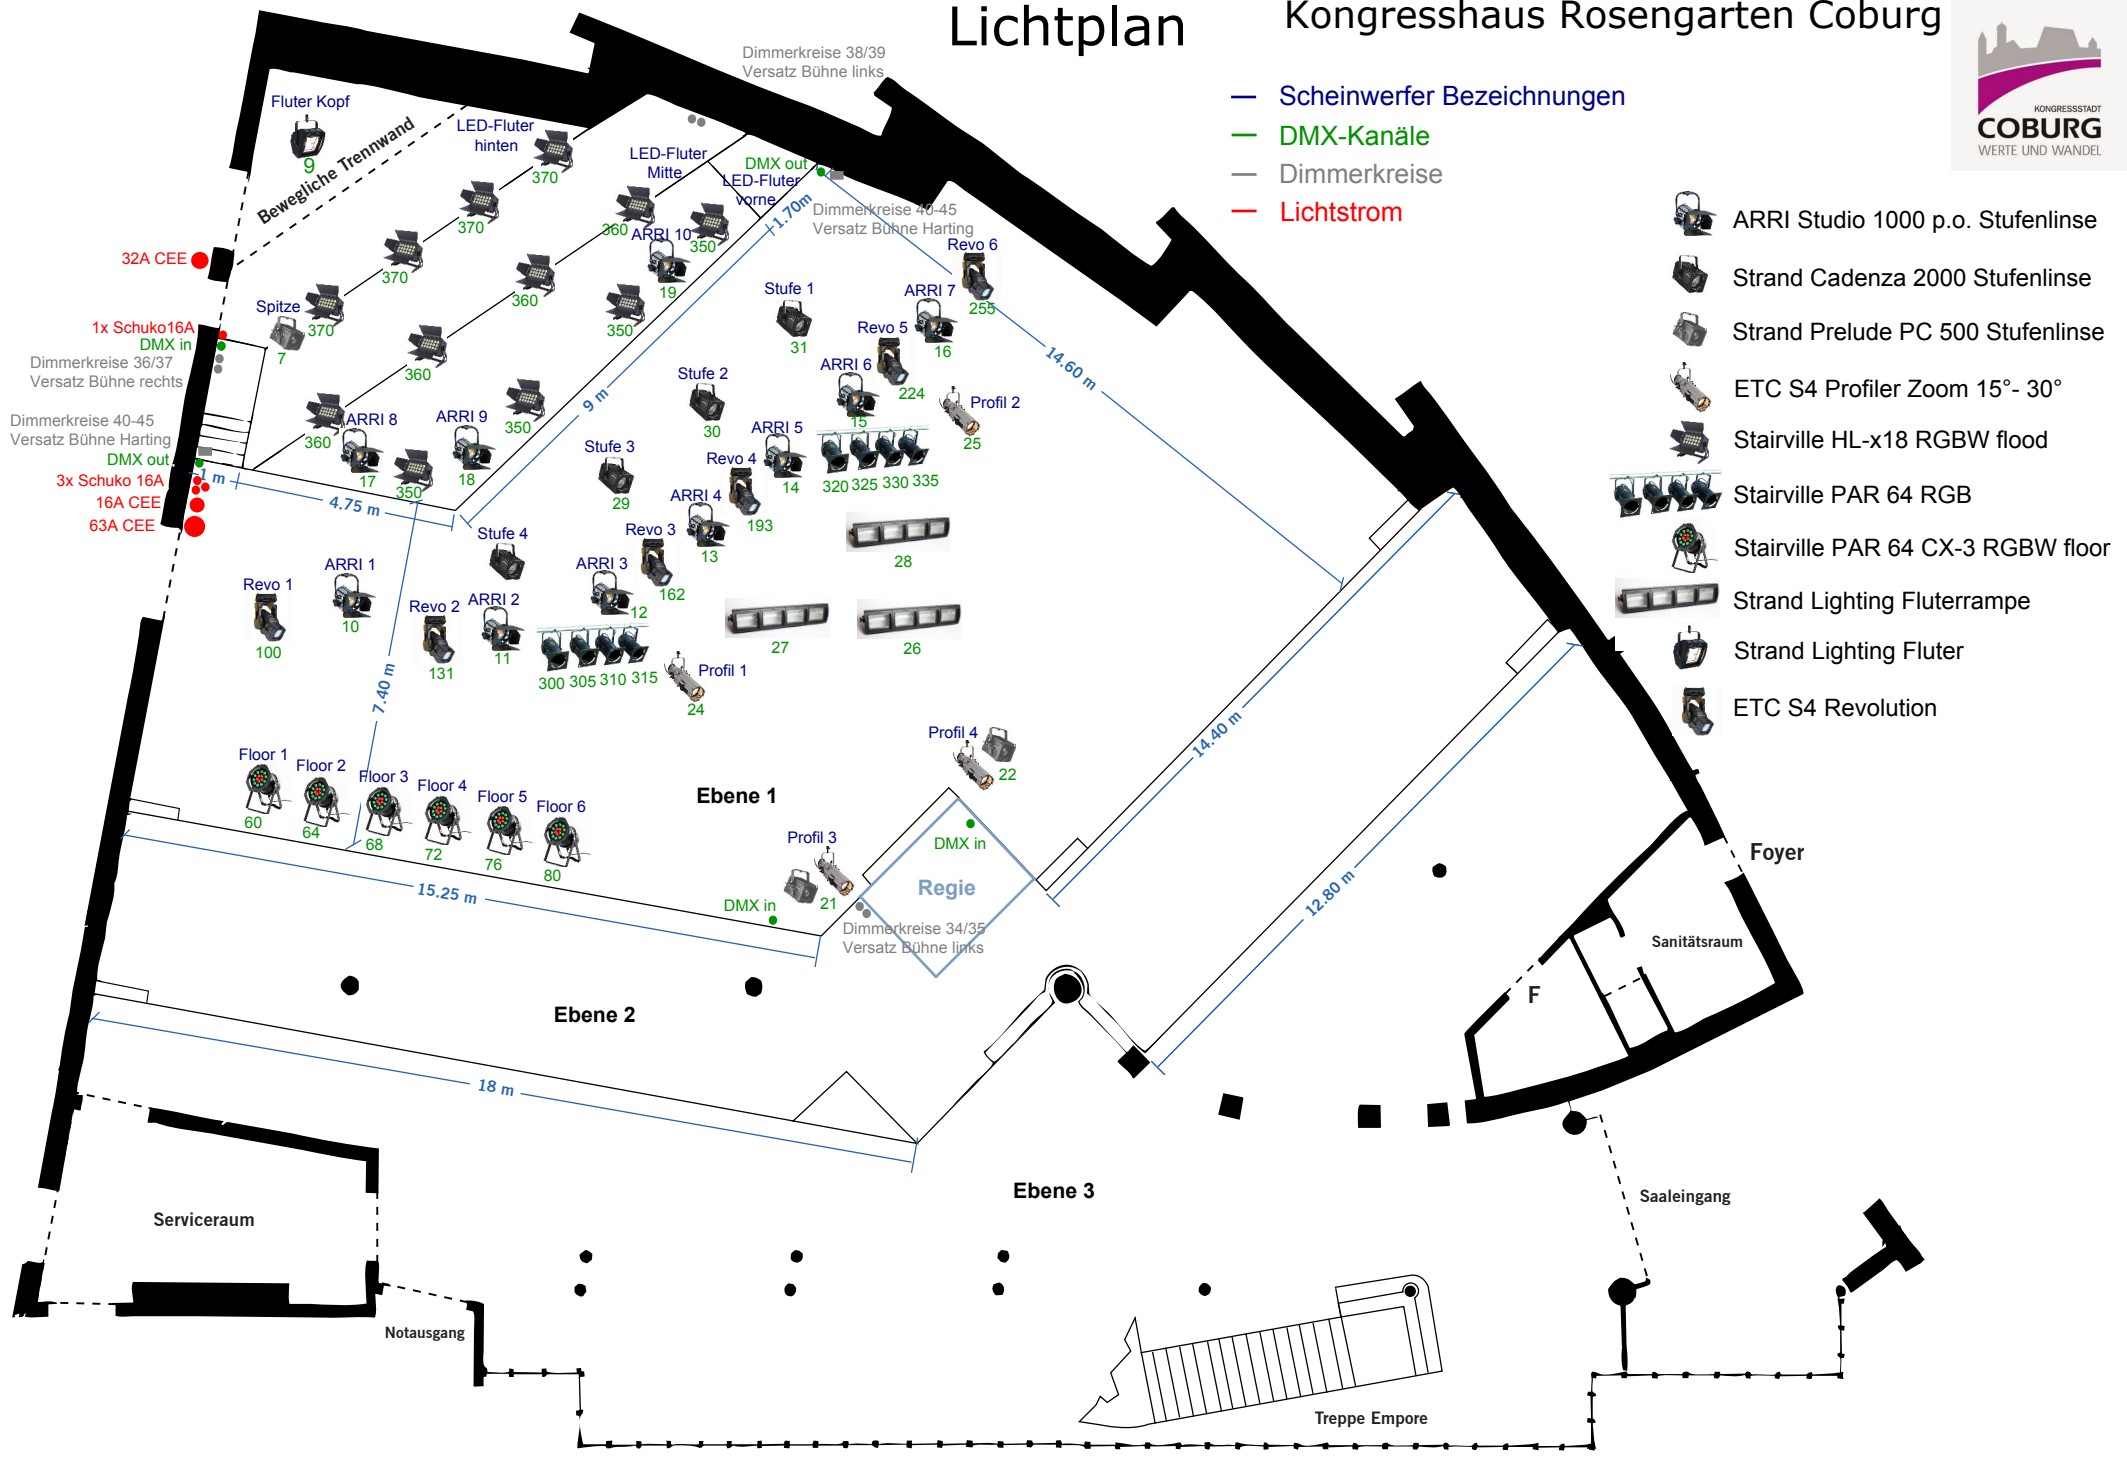 Lichtplan
Kongresshaus Rosengarten Coburg
KONGRESSSTADT
COBURG
WERTE UND WANDEL
Scheinwerfer Bezeichnungen
DMX-Kanäle
Dimmerkreise
Lichtstrom
ARRI Studio 1000 p.o. Stufenlinse
Strand Cadenza 2000 Stufenlinse
Strand Prelude PC 500 Stufenlinse
ETC S4 Profiler Zoom 15°- 30°
Stairville HL-x18 RGBW flood
Stairville PAR 64 RGB
Stairville PAR 64 CX-3 RGBW floor
Strand Lighting Fluterrampe
Strand Lighting Fluter
ETC S4 Revolution
Dimmerkreise 38/39
Versatz Bühne links
Fluter Kopf
9
Bewegliche Trennwand
LED-Fluter
hinten
370
370
370
370
LED-Fluter
Mitte
360
360
360
360
LED-Fluter
vorne
350
350
350
350
DMX out
Dimmerkreise 40-45
Versatz Bühne Harting
1.70m
32A CEE
Spitze
7
1x Schuko16A
DMX in
Dimmerkreise 36/37
Versatz Bühne rechts
Dimmerkreise 40-45
Versatz Bühne Harting
DMX out
3x Schuko 16A
16A CEE
63A CEE
1 m
4.75 m
9 m
14.60 m
7.40 m
ARRI 8
17
ARRI 9
18
ARRI 10
19
Stufe 1
31
Stufe 2
30
Stufe 3
29
Stufe 4
Revo 6
255
ARRI 7
16
Revo 5
224
ARRI 6
15
Profil 2
25
ARRI 5
14
320 325 330 335
Revo 4
193
ARRI 4
13
Revo 3
162
ARRI 3
12
28
27
26
Revo 1
100
ARRI 1
10
Revo 2
131
ARRI 2
11
300 305 310 315
Profil 1
24
Profil 4
22
Floor 1
60
Floor 2
64
Floor 3
68
Floor 4
72
Floor 5
76
Floor 6
80
Ebene 1
Profil 3
21
DMX in
DMX in
Regie
Dimmerkreise 34/35
Versatz Bühne links
14.40 m
12.80 m
15.25 m
18 m
Ebene 2
Ebene 3
Foyer
Sanitätsraum
F
Saaleingang
Serviceraum
Notausgang
Treppe Empore